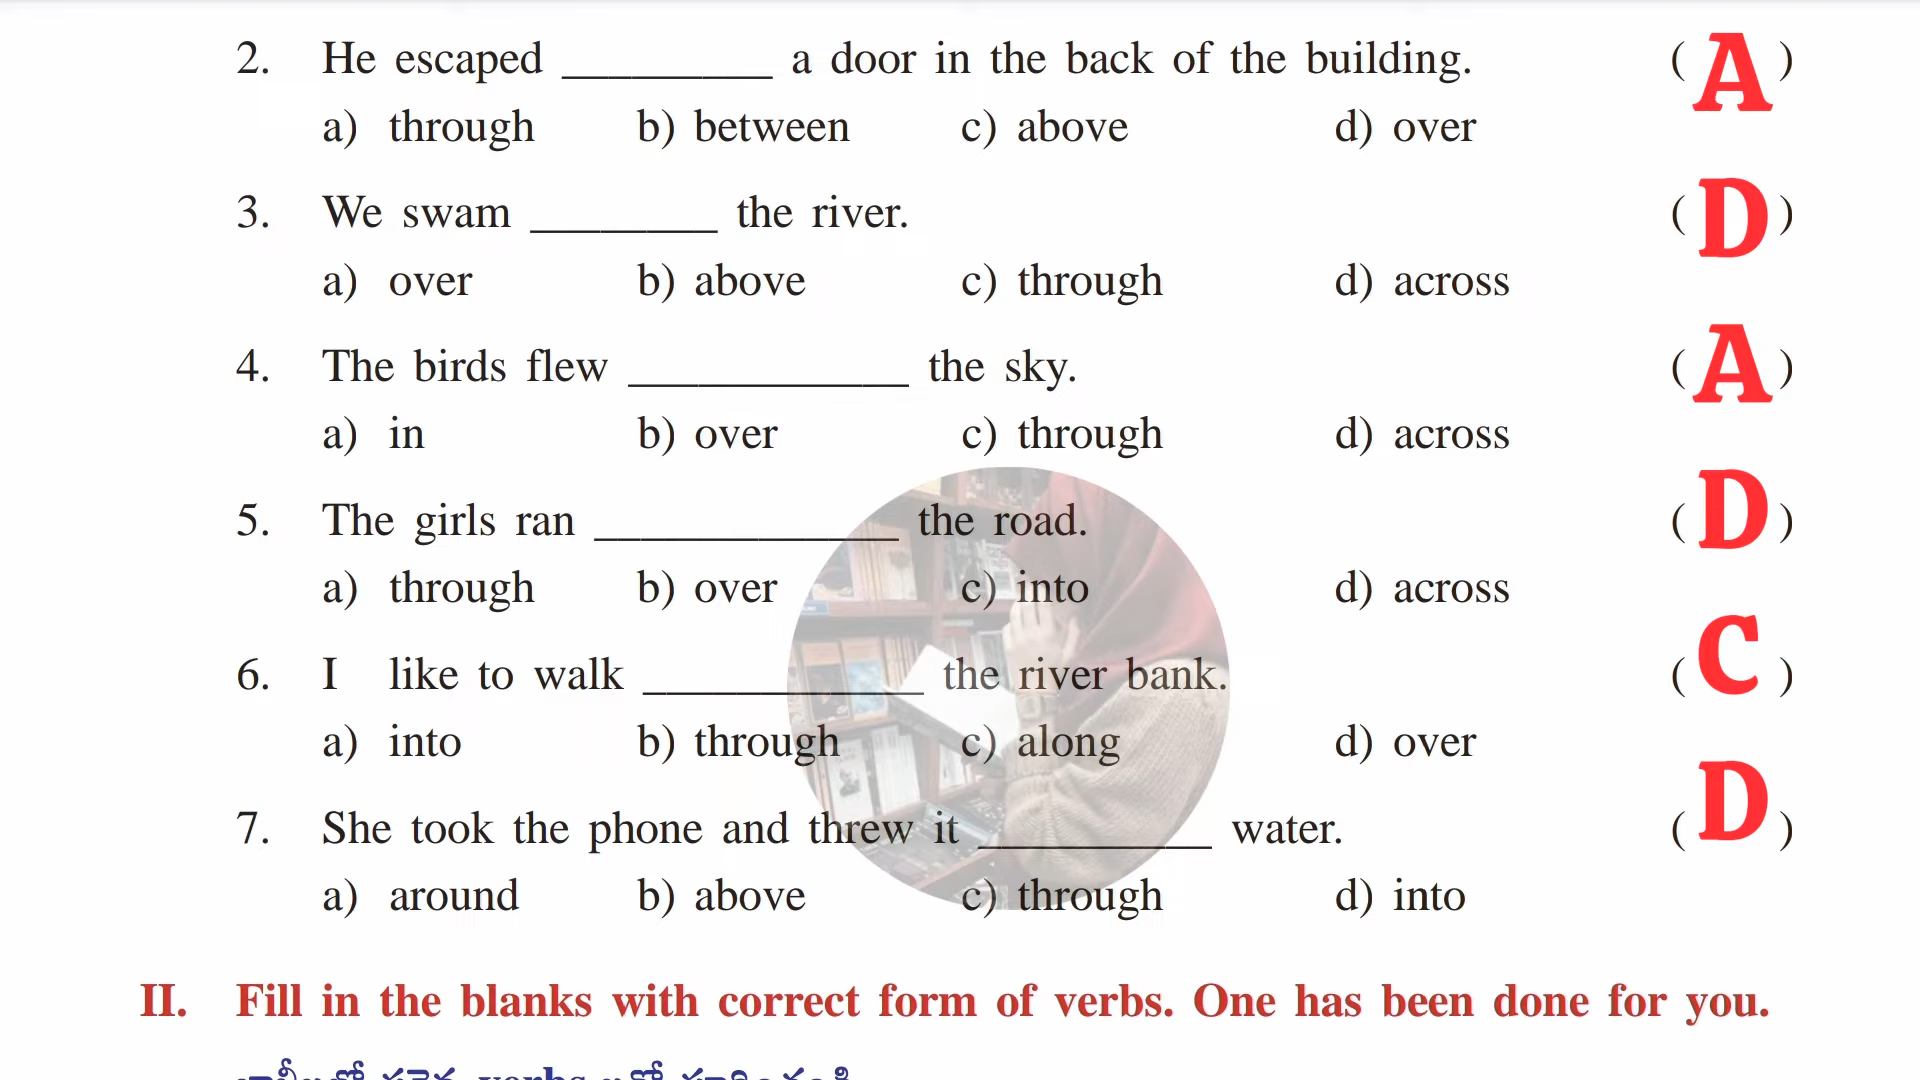 2. He escaped _________ a door in the back of the building. ( A )
a) through b) between c) above d) over
3. We swam ________ the river. ( D )
a) over b) above c) through d) across
4. The birds flew ____________ the sky. ( A )
a) in b) over c) through d) across
5. The girls ran _____________ the road. ( D )
a) through b) over c) into d) across
6. I like to walk ____________ the river bank. ( C )
a) into b) through c) along d) over
7. She took the phone and threw it __________ water. ( D )
a) around b) above c) through d) into
II. Fill in the blanks with correct form of verbs. One has been done for you.
verbs